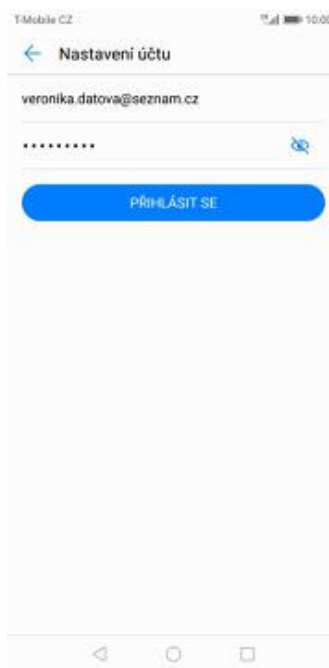 T-Mobile CZ
10:00
Nastavení účtu
veronika.datova@seznam.cz
•••••••••
PŘIHLÁSIT SE